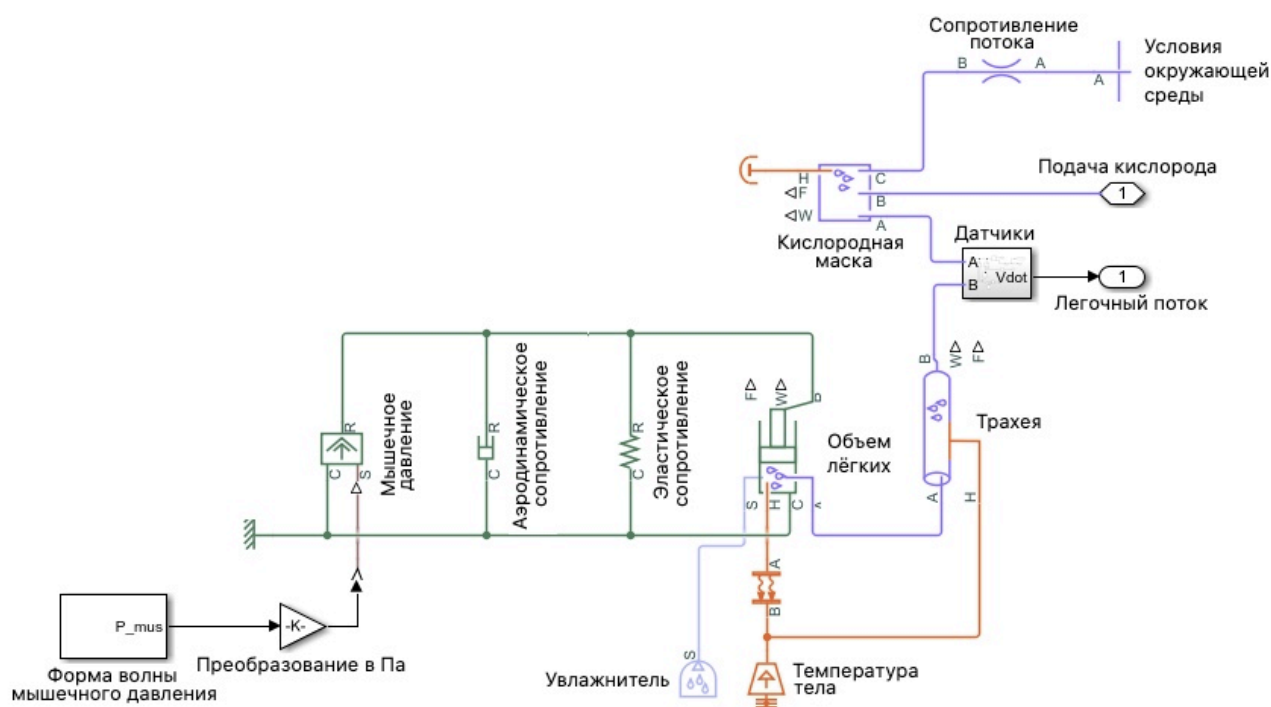 Сопротивление
потока
B
A
A
Условия
окружающей
среды
H
F
W
C
B
A
Кислородная
маска
Подача кислорода
1
Датчики
A
B
Vdot
1
Легочный поток
B
W
F
Трахея
A
H
R
C
S
Мышечное
давление
R
C
Аэродинамическое
сопротивление
R
C
Эластическое
сопротивление
F
W
Объем
лёгких
S
H
C
A
B
P_mus
Форма волны
мышечного давления
-K-
Преобразование в Па
S
Увлажнитель
Температура
тела